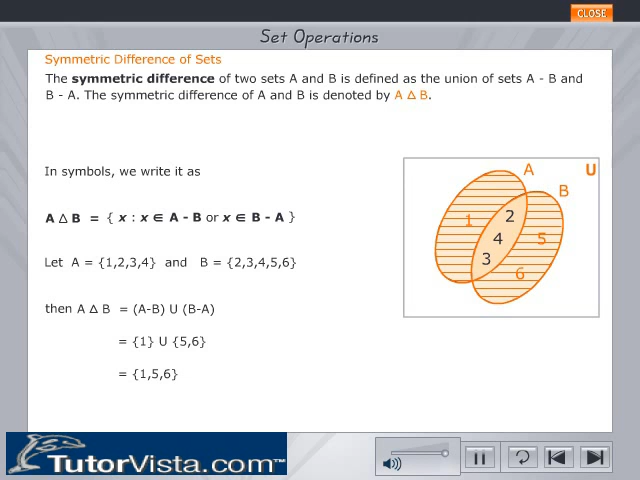 CLOSE
Set Operations
Symmetric Difference of Sets
The symmetric difference of two sets A and B is defined as the union of sets A - B and
B - A. The symmetric difference of A and B is denoted by A Δ B.
In symbols, we write it as
A Δ B = { x : x ∈ A - B or x ∈ B - A }
Let A = {1,2,3,4} and B = {2,3,4,5,6}
then A Δ B = (A-B) U (B-A)
= {1} U {5,6}
= {1,5,6}
A U
B
1 2
4 5
3
6
TutorVista.com™